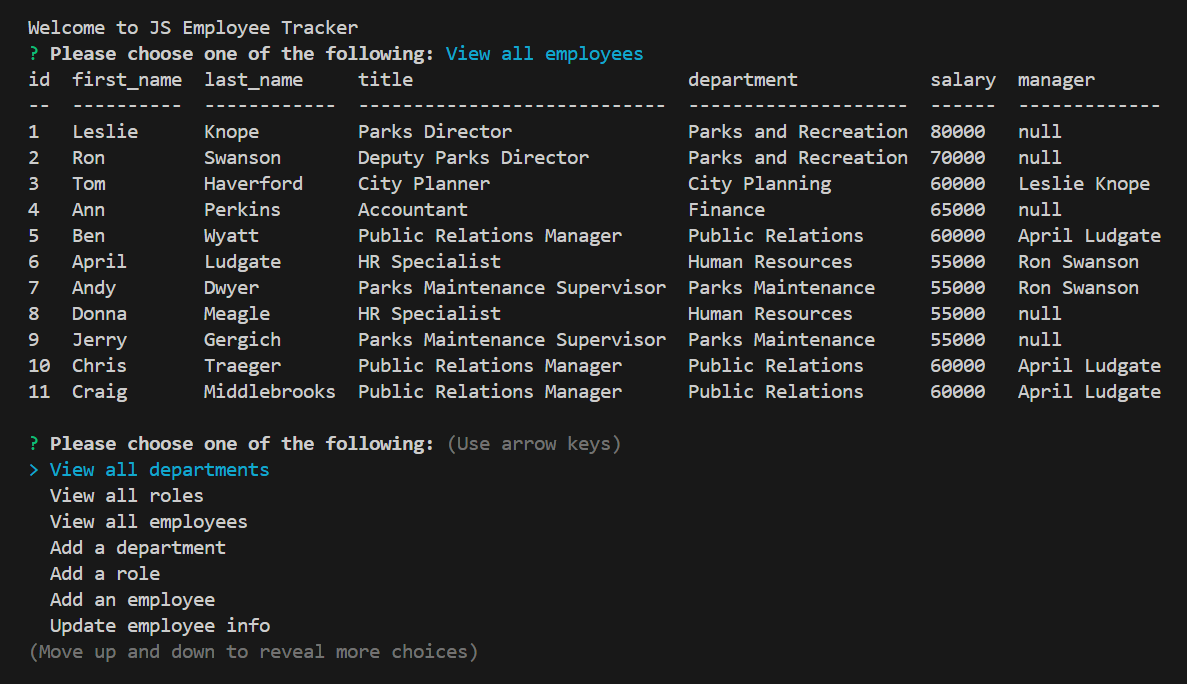 Welcome to JS Employee Tracker
? Please choose one of the following: View all employees
id  first_name  last_name    title                         department            salary  manager
--  ----------  ------------  ----------------------------  --------------------  ------  -------------
1   Leslie      Knope         Parks Director                Parks and Recreation  80000   null
2   Ron         Swanson       Deputy Parks Director         Parks and Recreation  70000   null
3   Tom         Haverford     City Planner                  City Planning         60000   Leslie Knope
4   Ann         Perkins       Accountant                    Finance               65000   null
5   Ben         Wyatt         Public Relations Manager      Public Relations      60000   April Ludgate
6   April       Ludgate       HR Specialist                 Human Resources       55000   Ron Swanson
7   Andy        Dwyer         Parks Maintenance Supervisor  Parks Maintenance     55000   Ron Swanson
8   Donna       Meagle        HR Specialist                 Human Resources       55000   null
9   Jerry       Gergich       Parks Maintenance Supervisor  Parks Maintenance     55000   null
10  Chris       Traeger       Public Relations Manager      Public Relations      60000   April Ludgate
11  Craig       Middlebrooks  Public Relations Manager      Public Relations      60000   April Ludgate
? Please choose one of the following: (Use arrow keys)
> View all departments
View all roles
View all employees
Add a department
Add a role
Add an employee
Update employee info
(Move up and down to reveal more choices)